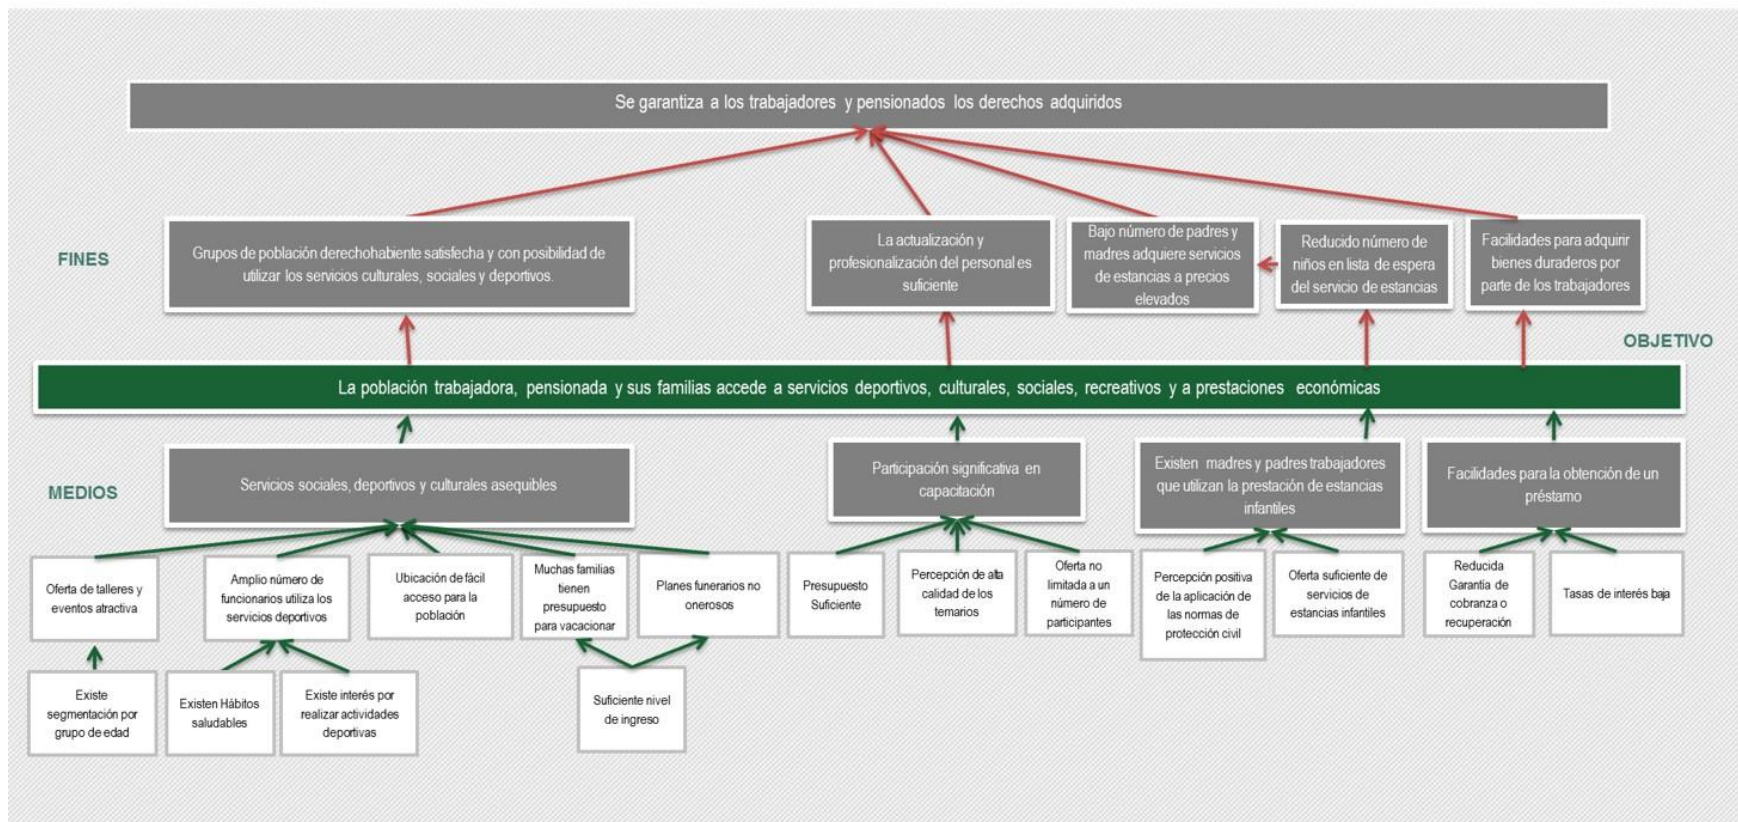 Se garantiza a los trabajadores y pensionados los derechos adquiridos
FINES
Grupos de población derechohabiente satisfecha y con posibilidad de
utilizar los servicios culturales, sociales y deportivos.
La actualización y
profesionalización del personal es
suficiente
Bajo número de padres y
madres adquiere servicios
de estancias a precios
elevados
Reducido número de
niños en lista de espera
del servicio de estancias
Facilidades para adquirir
bienes duraderos por
parte de los trabajadores
OBJETIVO
La población trabajadora, pensionada y sus familias accede a servicios deportivos, culturales, sociales, recreativos y a prestaciones económicas
MEDIOS
Servicios sociales, deportivos y culturales asequibles
Participación significativa en
capacitación
Existen madres y padres trabajadores
que utilizan la prestación de estancias
infantiles
Facilidades para la obtención de un
préstamo
Oferta de talleres y
eventos atractiva
Amplio número de
funcionarios utiliza los
servicios deportivos
Ubicación de fácil
acceso para la
población
Muchas familias
tienen
presupuesto
para vacacionar
Planes funerarios no
onerosos
Presupuesto
Suficiente
Percepción de alta
calidad de los
temarios
Oferta no
limitada a un
número de
participantes
Percepción positiva
de la aplicación de
las normas de
protección civil
Oferta suficiente de
servicios de
estancias infantiles
Reducida
Garantía de
cobranza o
recuperación
Tasas de interés baja
Existe
segmentación por
grupo de edad
Existen Hábitos
saludables
Existe interés por
realizar actividades
deportivas
Suficiente nivel
de ingreso